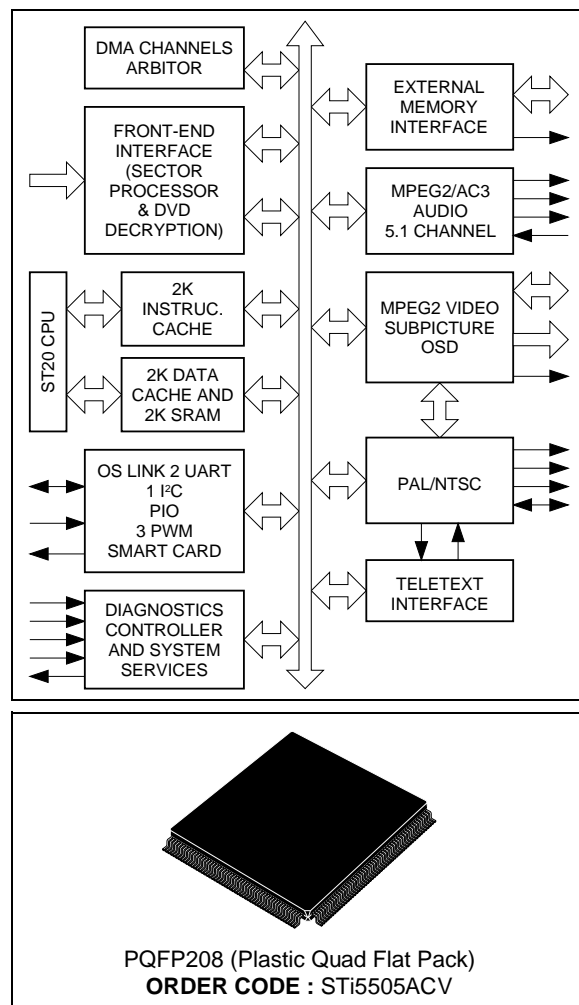 DMA CHANNELS
ARBITOR
FRONT-END
INTERFACE
(SECTOR
PROCESSOR
& DVD
DECRYPTION)
ST20 CPU
2K
INSTRUC.
CACHE
2K DATA
CACHE AND
2K SRAM
OS LINK 2 UART
1 I²C
PIO
3 PWM
SMART CARD
DIAGNOSTICS
CONTROLLER
AND SYSTEM
SERVICES
EXTERNAL
MEMORY
INTERFACE
MPEG2/AC3
AUDIO
5.1 CHANNEL
MPEG2 VIDEO
SUBPICTURE
OSD
PAL/NTSC
TELETEXT
INTERFACE
PQFP208 (Plastic Quad Flat Pack)
ORDER CODE : STi5505ACV